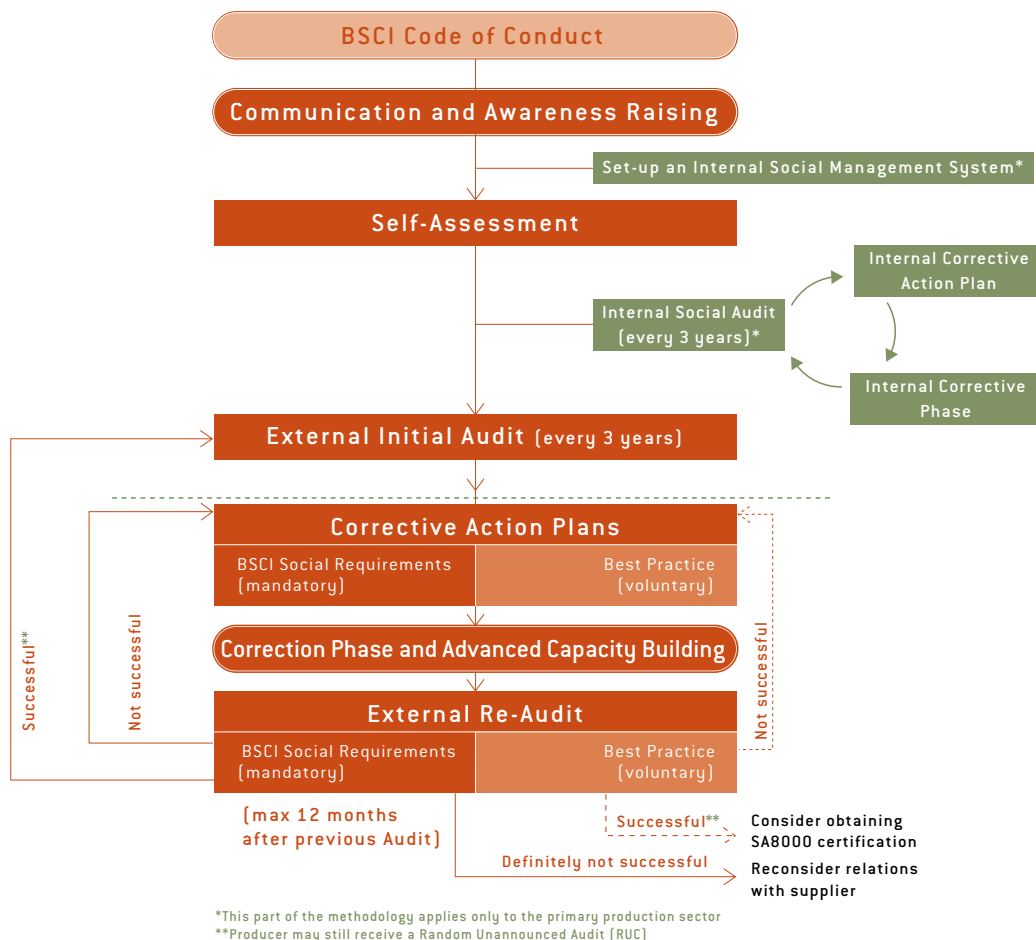 BSCI Code of Conduct
Communication and Awareness Raising
Set-up an Internal Social Management System*
Self-Assessment
Internal Corrective
Action Plan
Internal Social Audit
(every 3 years)*
Internal Corrective
Phase
External Initial Audit (every 3 years)
Corrective Action Plans
BSCI Social Requirements
(mandatory)
Best Practice
(voluntary)
Correction Phase and Advanced Capacity Building
Successful**
Not successful
Not successful
External Re-Audit
BSCI Social Requirements
(mandatory)
Best Practice
(voluntary)
(max 12 months
after previous Audit)
Successful**
Consider obtaining
SA8000 certification
Definitely not successful
Reconsider relations
with supplier
*This part of the methodology applies only to the primary production sector
**Producer may still receive a Random Unannounced Audit (RUC)